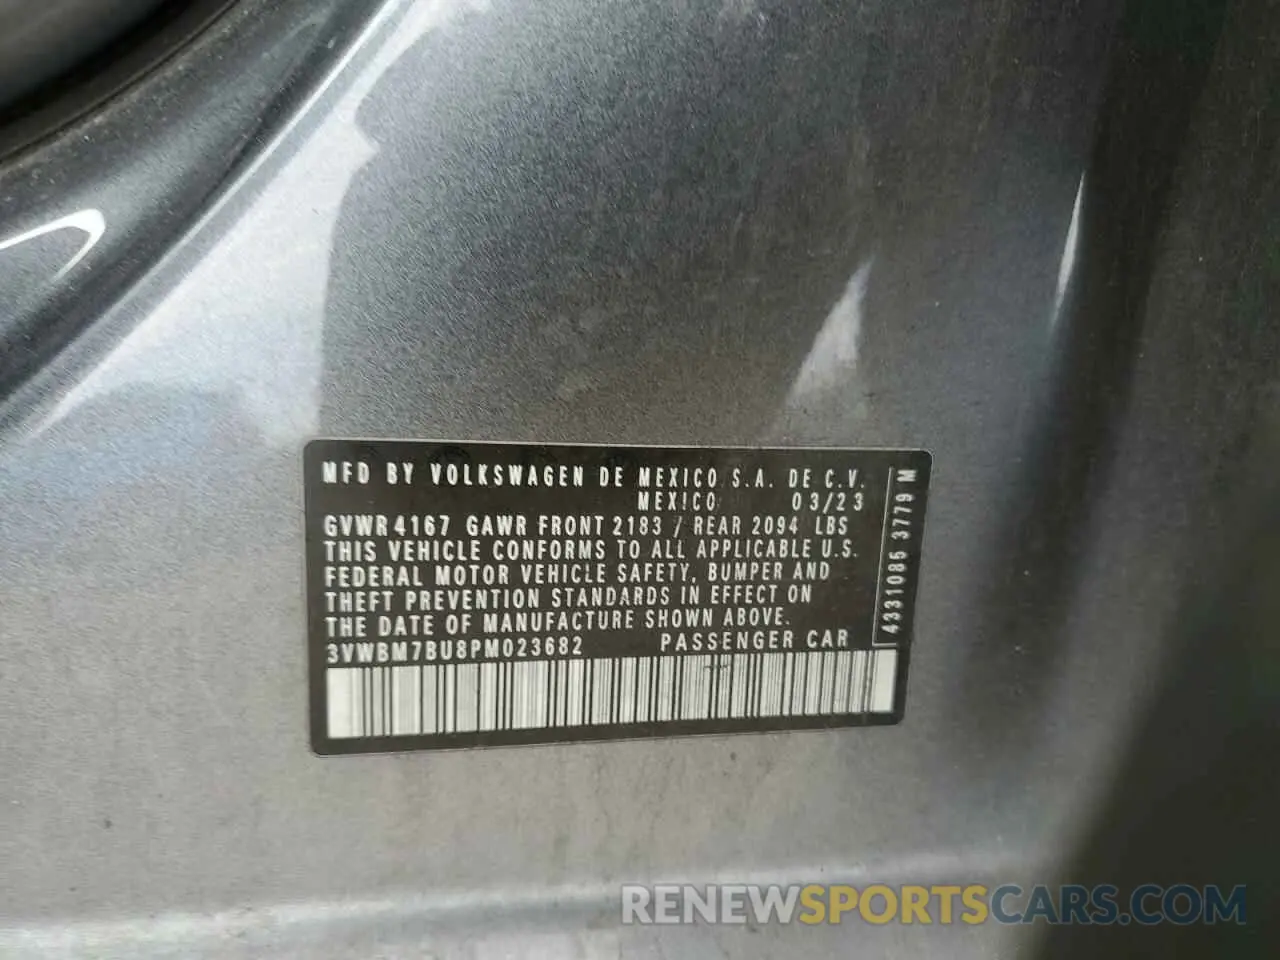 MFD BY VOLKSWAGEN DE MEXICO S.A. DE C.V.
MEXICO 03/23
GVWR 4167 GAWR FRONT 2183 / REAR 2094 LBS
THIS VEHICLE CONFORMS TO ALL APPLICABLE U.S.
FEDERAL MOTOR VEHICLE SAFETY, BUMPER AND
THEFT PREVENTION STANDARDS IN EFFECT ON
THE DATE OF MANUFACTURE SHOWN ABOVE.
3VWBM7BU8PM023682 PASSENGER CAR
4331085 3779 M
RENEWSPORTSCARS.COM